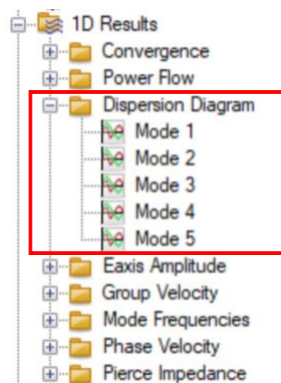 1D Results
Convergence
Power Flow
Dispersion Diagram
Mode 1
Mode 2
Mode 3
Mode 4
Mode 5
Eaxis Amplitude
Group Velocity
Mode Frequencies
Phase Velocity
Pierce Impedance